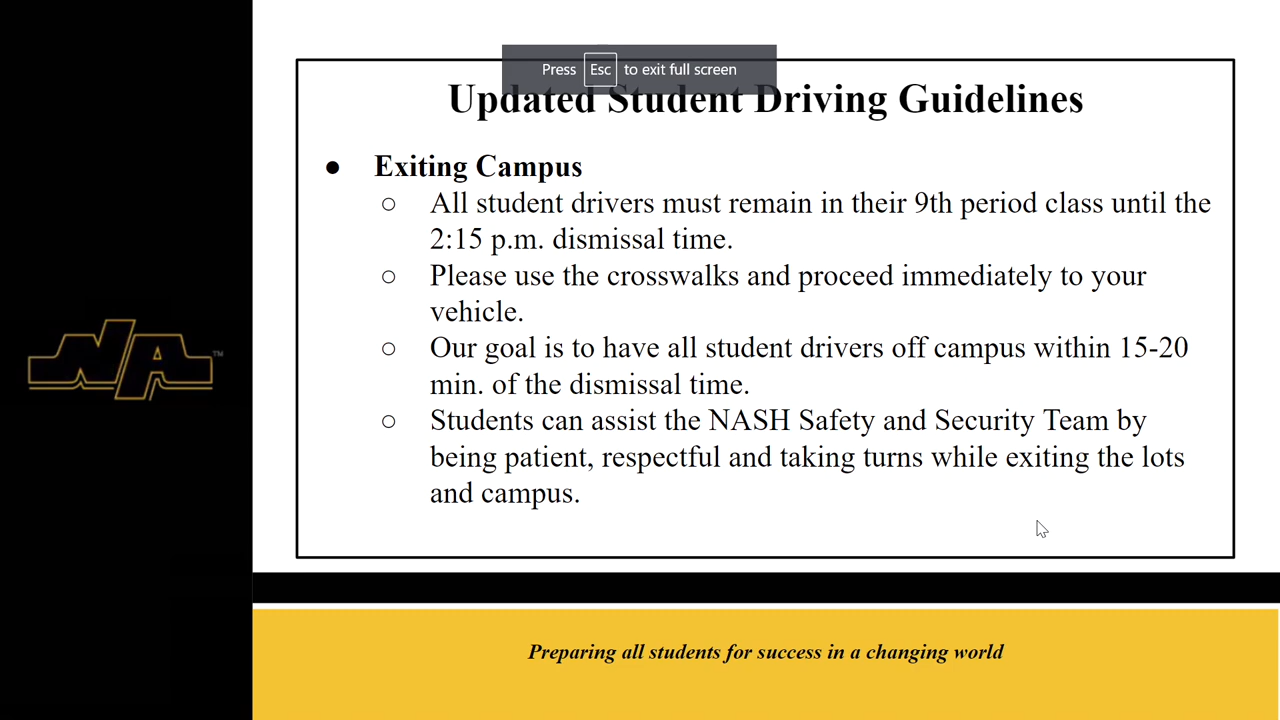 Press Esc to exit full screen
Updated Student Driving Guidelines
● Exiting Campus
○ All student drivers must remain in their 9th period class until the
2:15 p.m. dismissal time.
○ Please use the crosswalks and proceed immediately to your
vehicle.
○ Our goal is to have all student drivers off campus within 15-20
min. of the dismissal time.
○ Students can assist the NASH Safety and Security Team by
being patient, respectful and taking turns while exiting the lots
and campus.
NA™
Preparing all students for success in a changing world